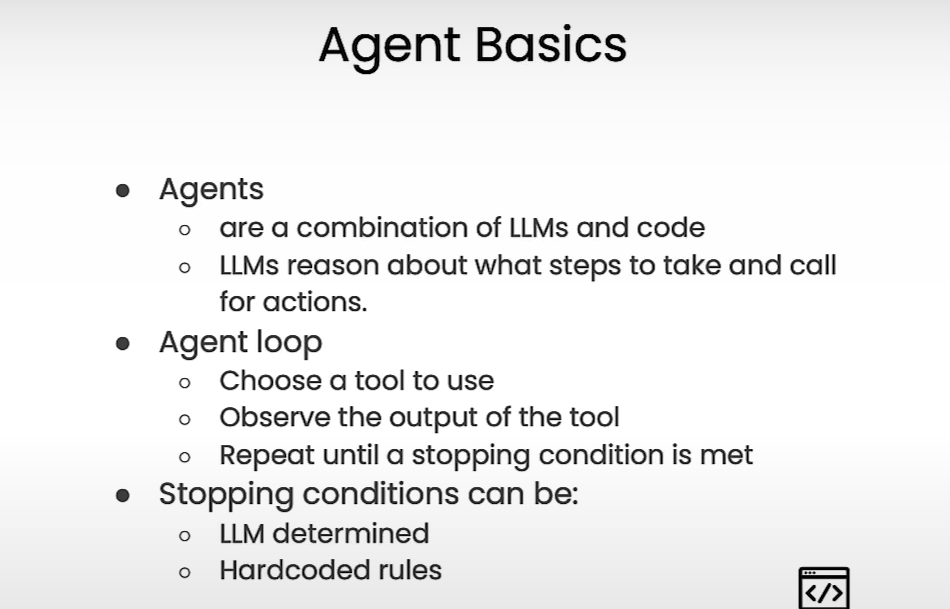 Agent Basics
● Agents
○ are a combination of LLMs and code
○ LLMs reason about what steps to take and call
for actions.
● Agent loop
○ Choose a tool to use
○ Observe the output of the tool
○ Repeat until a stopping condition is met
● Stopping conditions can be:
○ LLM determined
○ Hardcoded rules
</>